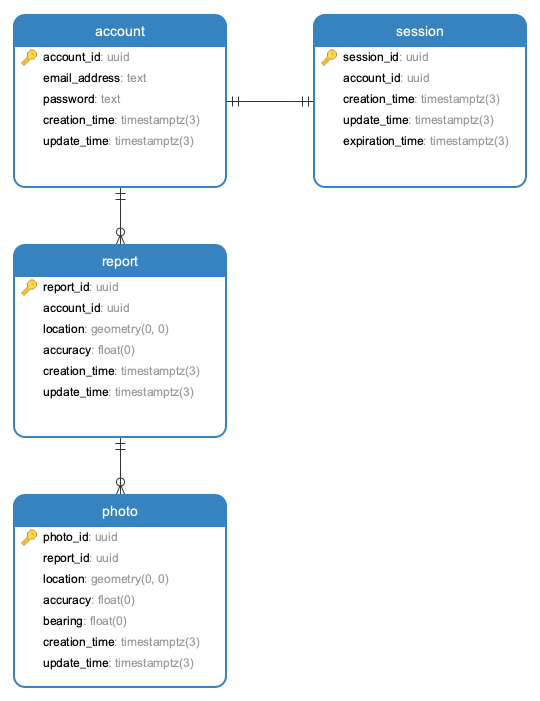 account
account_id: uuid
email_address: text
password: text
creation_time: timestamptz(3)
update_time: timestamptz(3)
session
session_id: uuid
account_id: uuid
creation_time: timestamptz(3)
update_time: timestamptz(3)
expiration_time: timestamptz(3)
report
report_id: uuid
account_id: uuid
location: geometry(0, 0)
accuracy: float(0)
creation_time: timestamptz(3)
update_time: timestamptz(3)
photo
photo_id: uuid
report_id: uuid
location: geometry(0, 0)
accuracy: float(0)
bearing: float(0)
creation_time: timestamptz(3)
update_time: timestamptz(3)